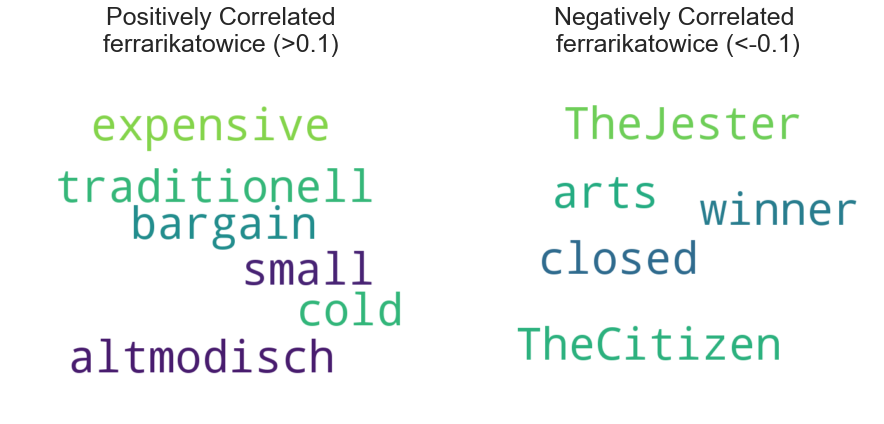 Positively Correlated
ferrarikatowice (>0.1)
expensive
traditionell
bargain
small
cold
altmodisch
Negatively Correlated
ferrarikatowice (<-0.1)
TheJester
arts
winner
closed
TheCitizen